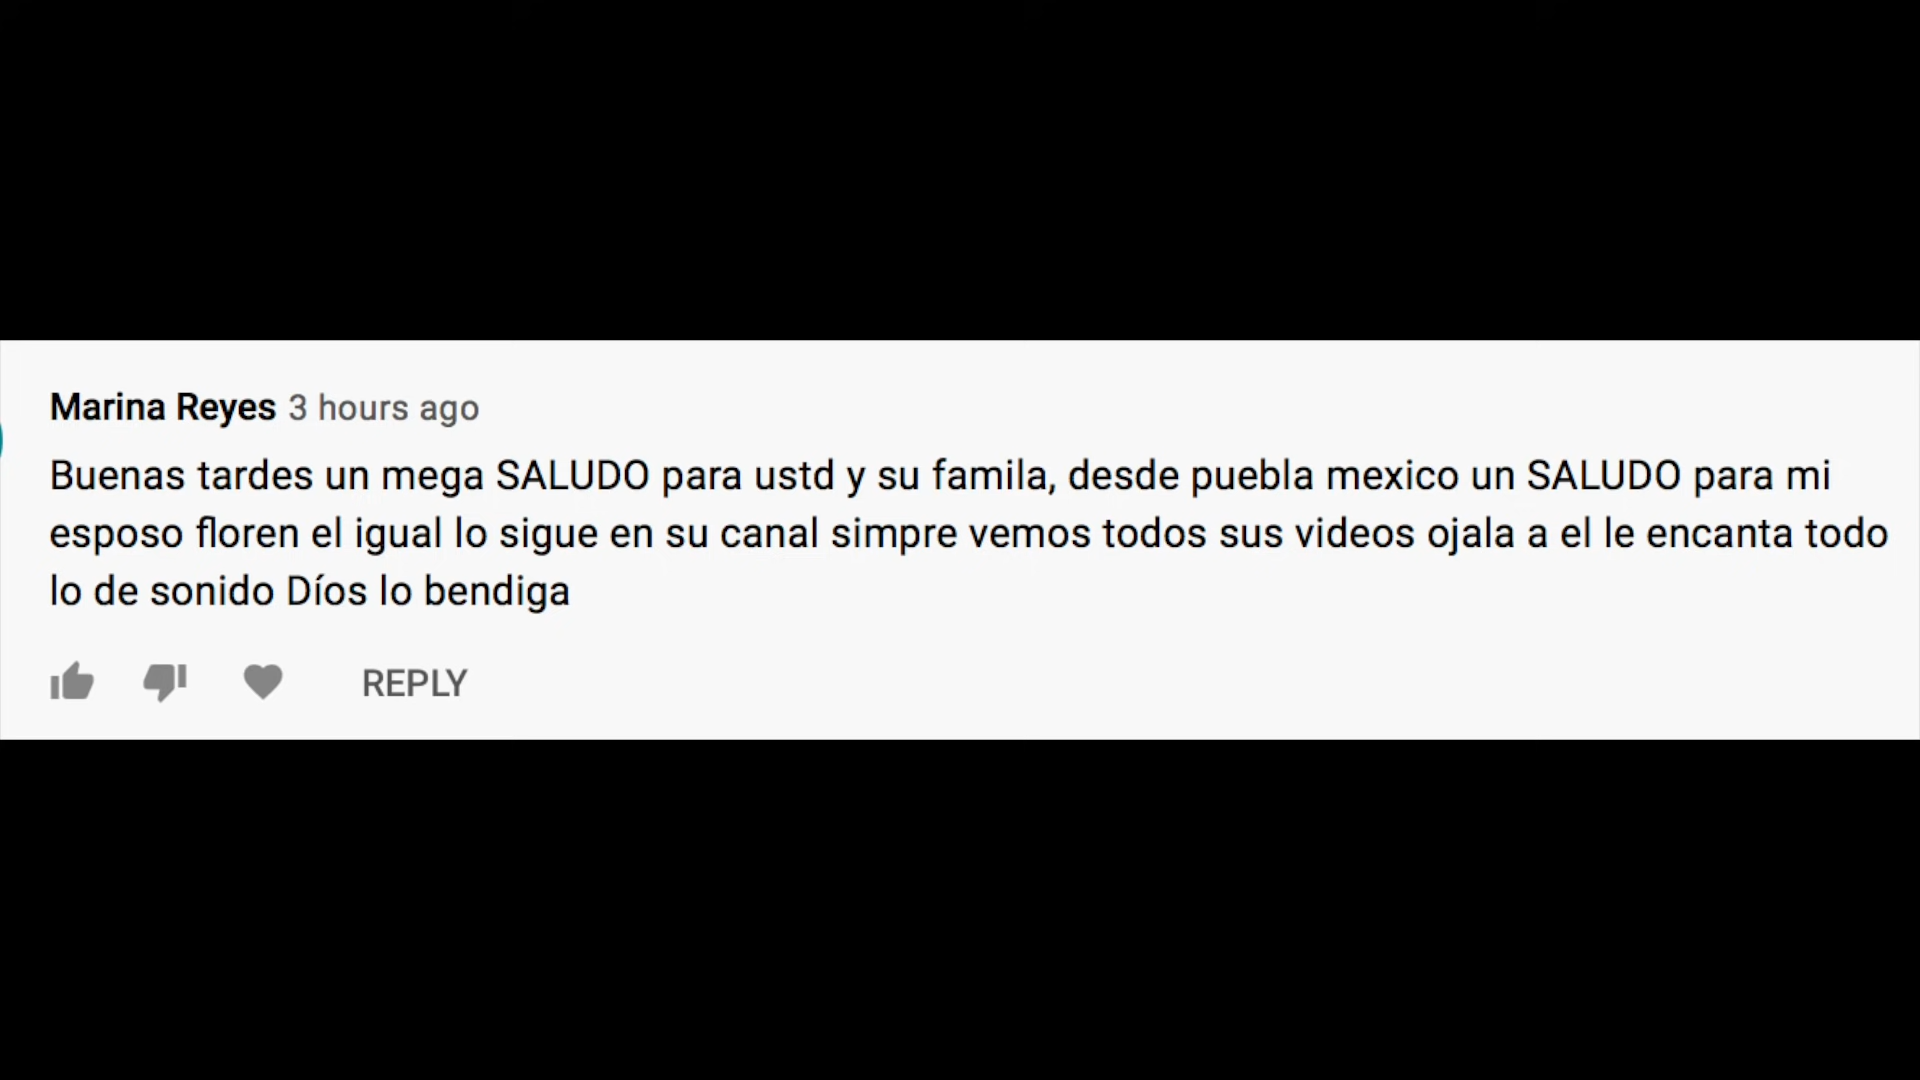 Marina Reyes 3 hours ago
Buenas tardes un mega SALUDO para ustd y su famila, desde puebla mexico un SALUDO para mi
esposo floren el igual lo sigue en su canal simpre vemos todos sus videos ojala a el le encanta todo
lo de sonido Díos lo bendiga
REPLY